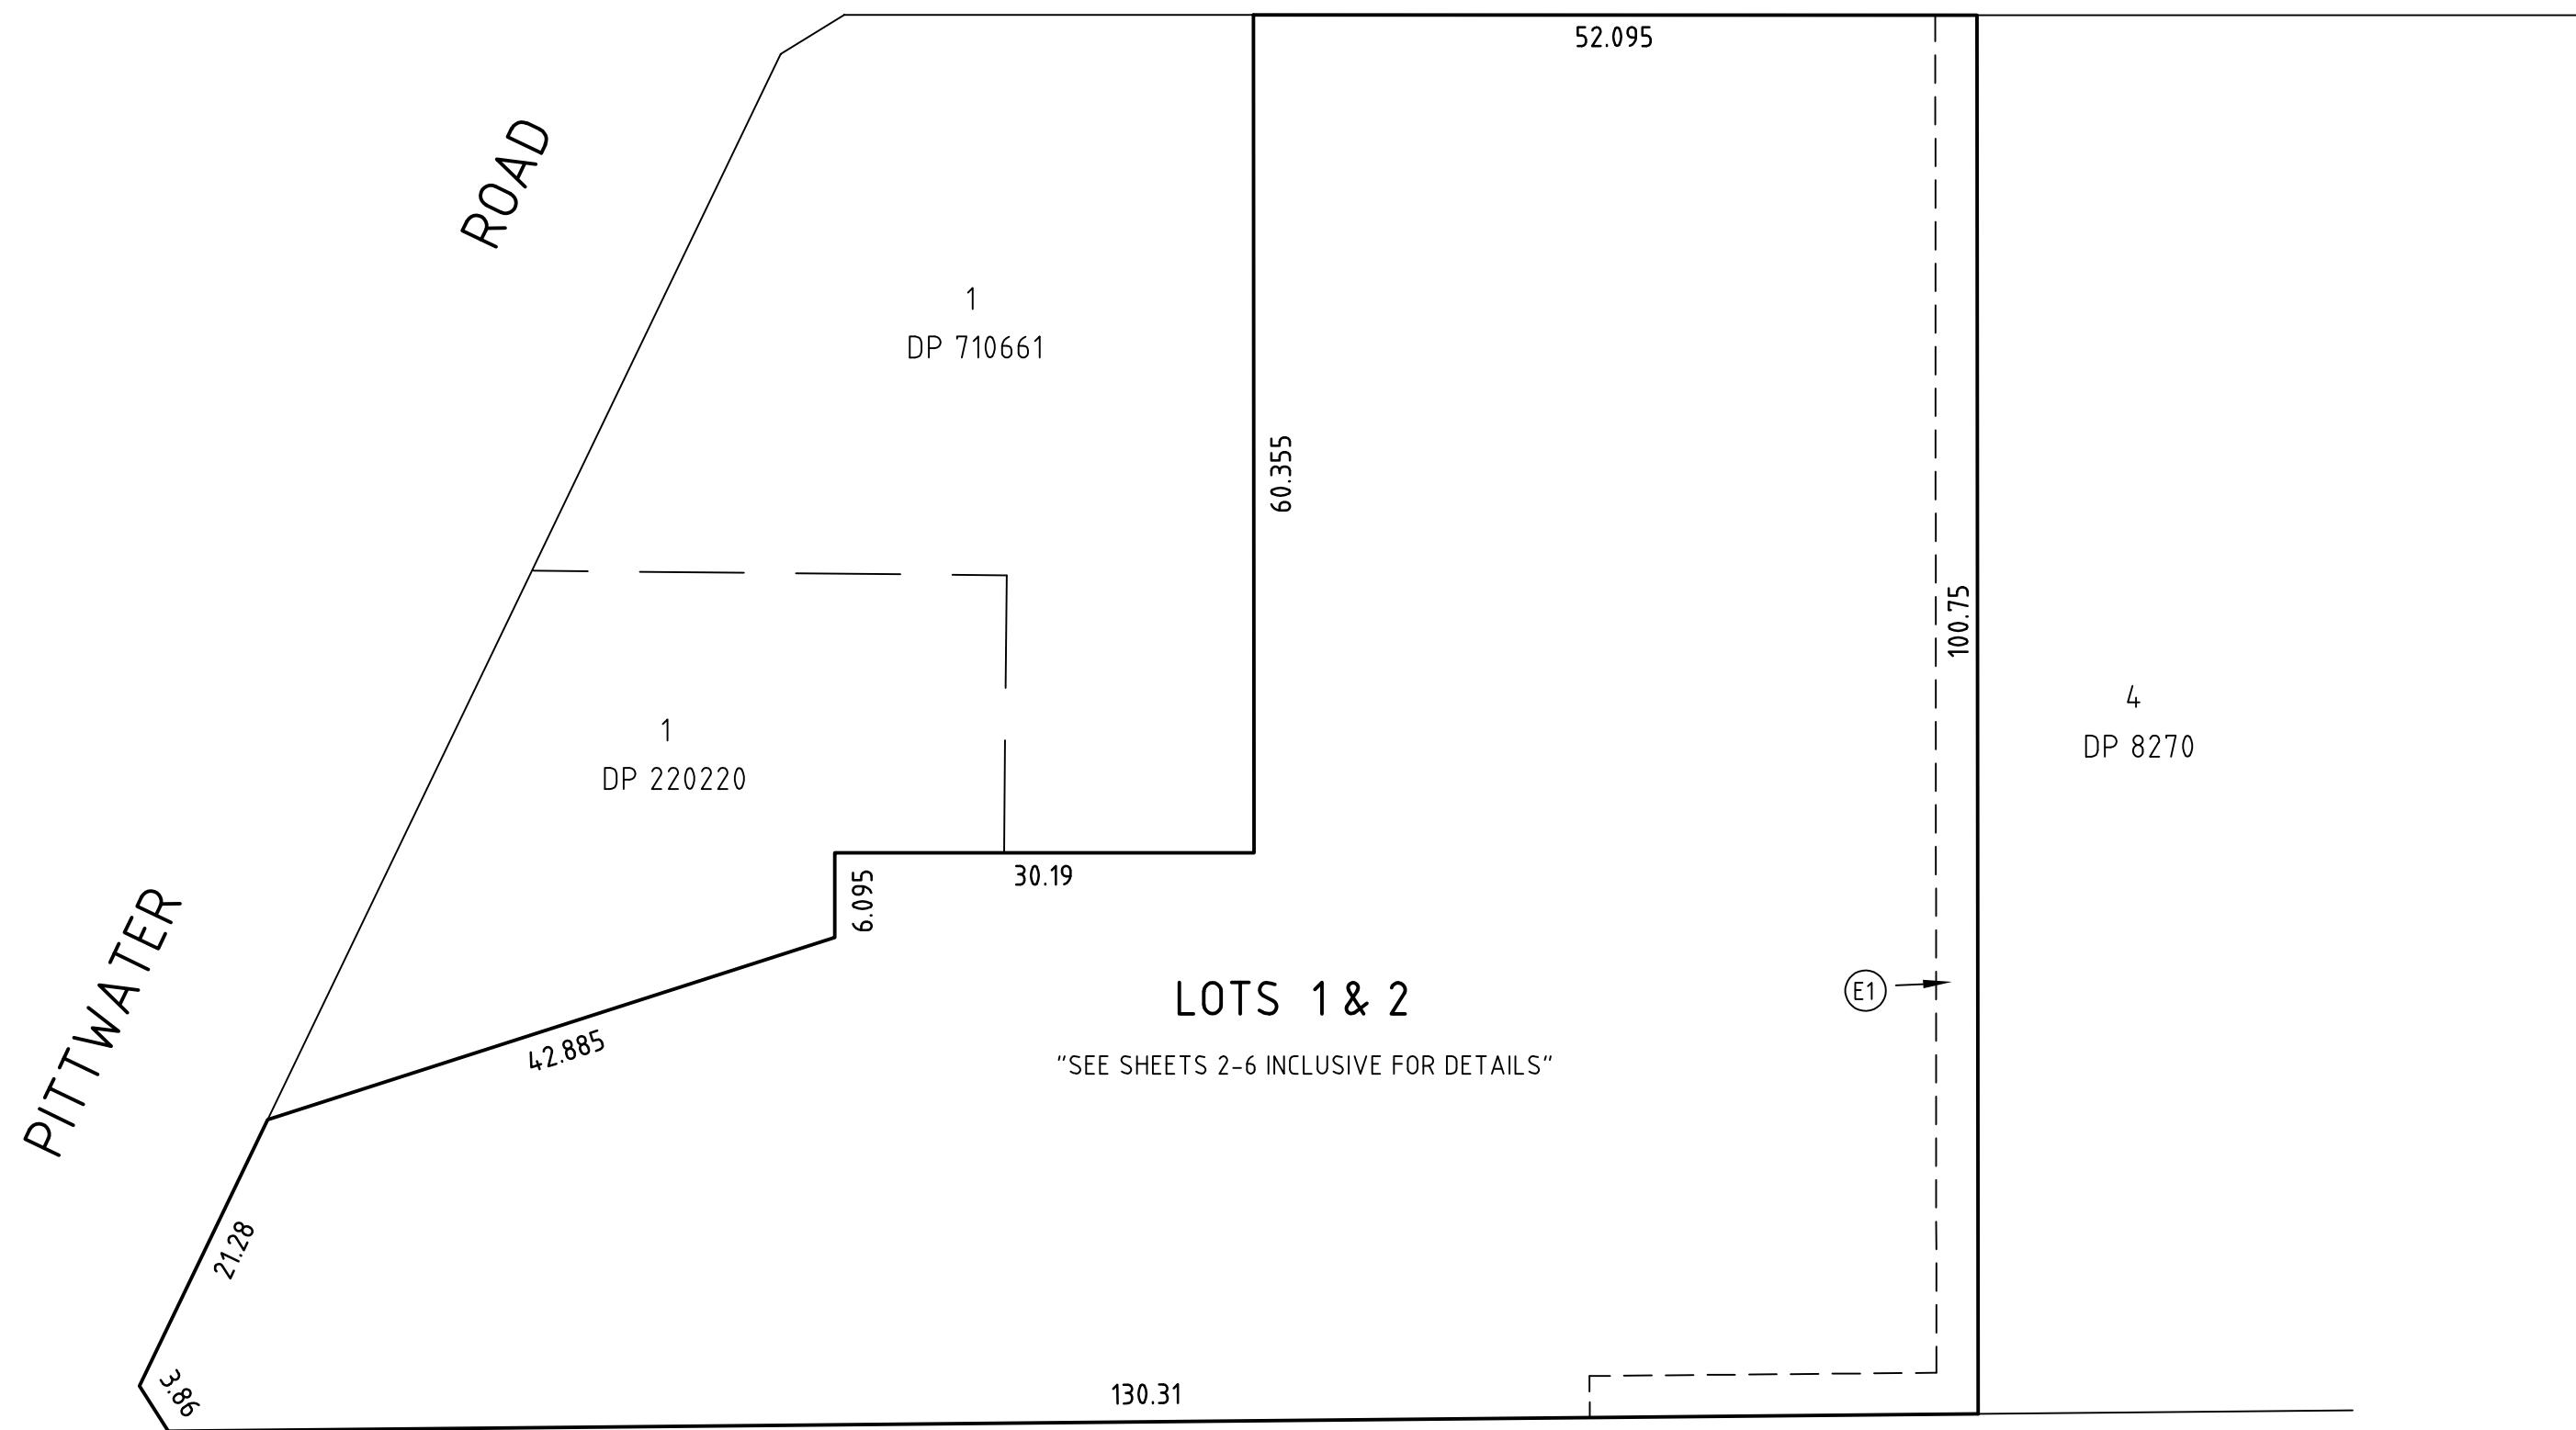 52.095
ROAD
1
DP 710661
60.355
100.75
4
DP 8270
1
DP 220220
30.19
6.095
PITTWATER
LOTS 1 & 2
E1
42.885
"SEE SHEETS 2-6 INCLUSIVE FOR DETAILS"
21.28
3.86
130.31